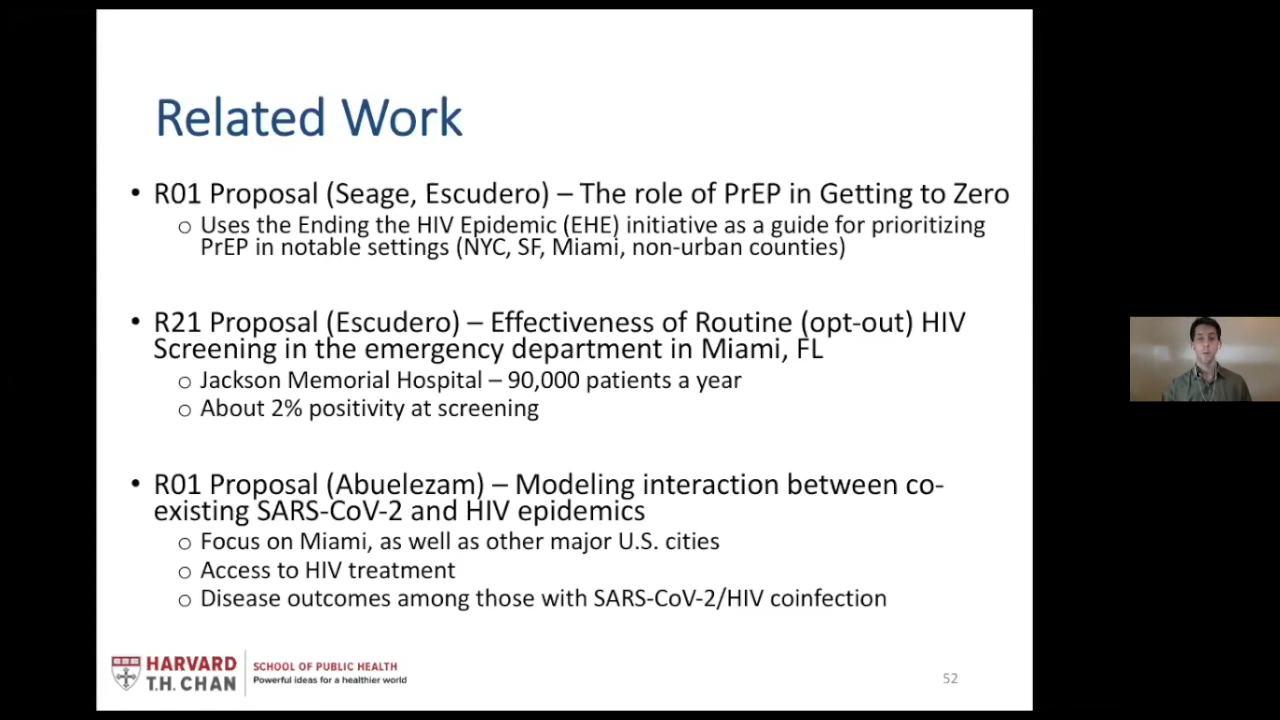 Related Work
• R01 Proposal (Seage, Escudero) – The role of PrEP in Getting to Zero
○ Uses the Ending the HIV Epidemic (EHE) initiative as a guide for prioritizing
PrEP in notable settings (NYC, SF, Miami, non-urban counties)
• R21 Proposal (Escudero) – Effectiveness of Routine (opt-out) HIV
Screening in the emergency department in Miami, FL
○ Jackson Memorial Hospital – 90,000 patients a year
○ About 2% positivity at screening
• R01 Proposal (Abuelezam) – Modeling interaction between co-
existing SARS-CoV-2 and HIV epidemics
○ Focus on Miami, as well as other major U.S. cities
○ Access to HIV treatment
○ Disease outcomes among those with SARS-CoV-2/HIV coinfection
HARVARD
T.H. CHAN
SCHOOL OF PUBLIC HEALTH
Powerful ideas for a healthier world
52